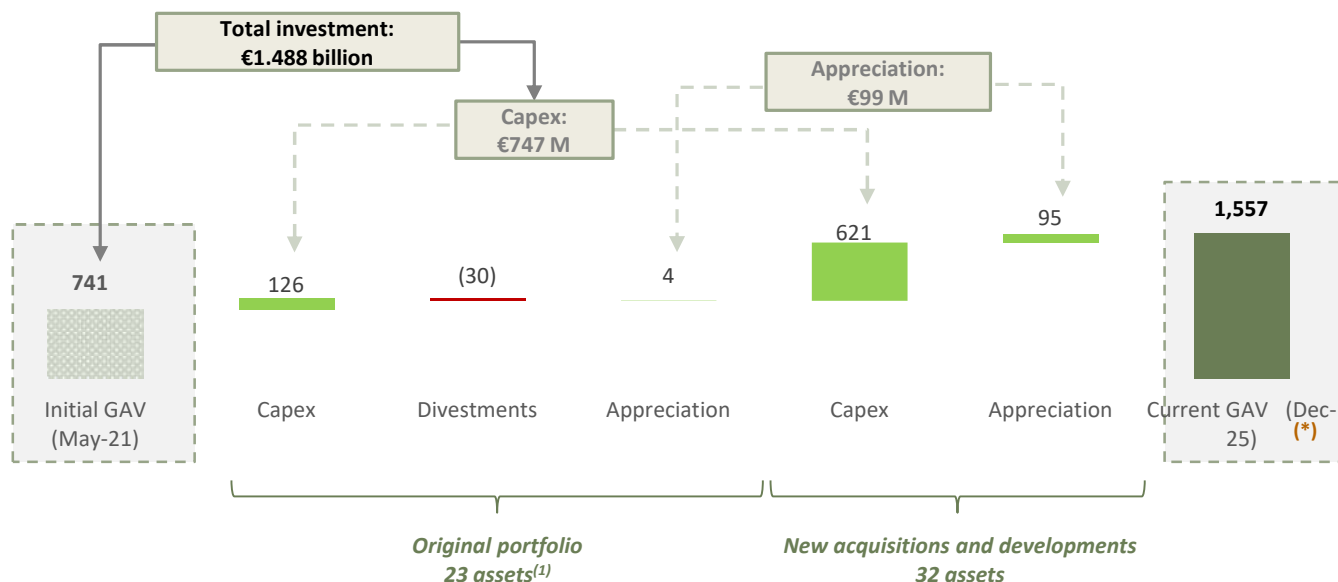 Total investment:
€1.488 billion
Appreciation:
€99 M
Capex:
€747 M
741
126
(30)
4
621
95
1,557
Initial GAV
(May-21)
Capex
Divestments
Appreciation
Capex
Appreciation
Current GAV (Dec-
25) (*)
Original portfolio
23 assets(1)
New acquisitions and developments
32 assets